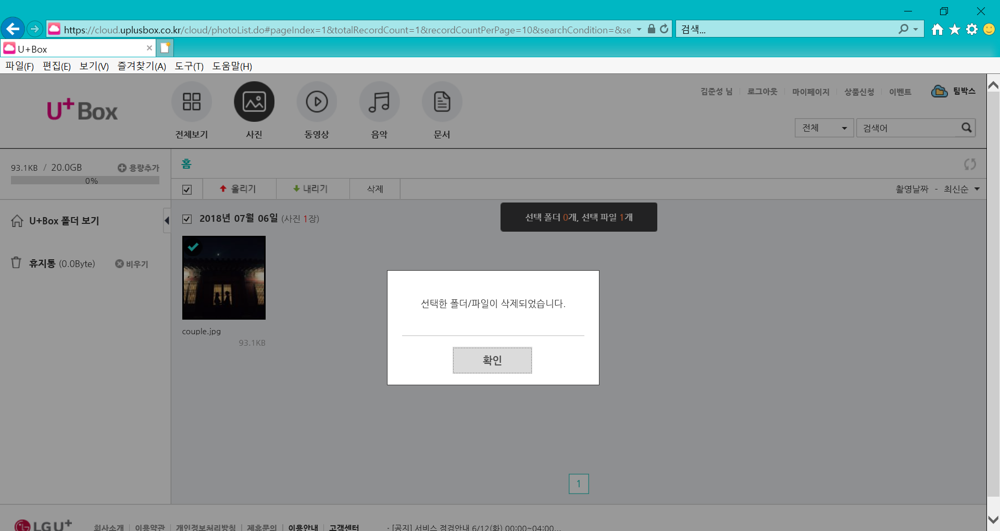 https://cloud.uplusbox.co.kr/cloud/photoList.do#pageIndex=1&totalRecordCount=1&recordCountPerPage=10&searchCondition=&se
검색...
U+Box
파일(F) 편집(E) 보기(V) 즐겨찾기(A) 도구(T) 도움말(H)
U+ Box
전체보기 사진 동영상 음악 문서
김준성 님 로그아웃 마이페이지 상품신청 이벤트 팀박스
전체 검색어
93.1KB / 20.0GB 용량추가
0%
홈
올리기 내리기 삭제
촬영날짜 - 최신순
U+Box 폴더 보기
휴지통 (0.0Byte) 비우기
2018년 07월 06일 (사진 1장)
선택 폴더 0개, 선택 파일 1개
couple.jpg
93.1KB
선택한 폴더/파일이 삭제되었습니다.
확인
1
LG U+
회사소개 이용약관 개인정보처리방침 제휴문의 이용안내 고객센터
- [공지] 서비스 점검안내 6/12(화) 00:00~04:00...